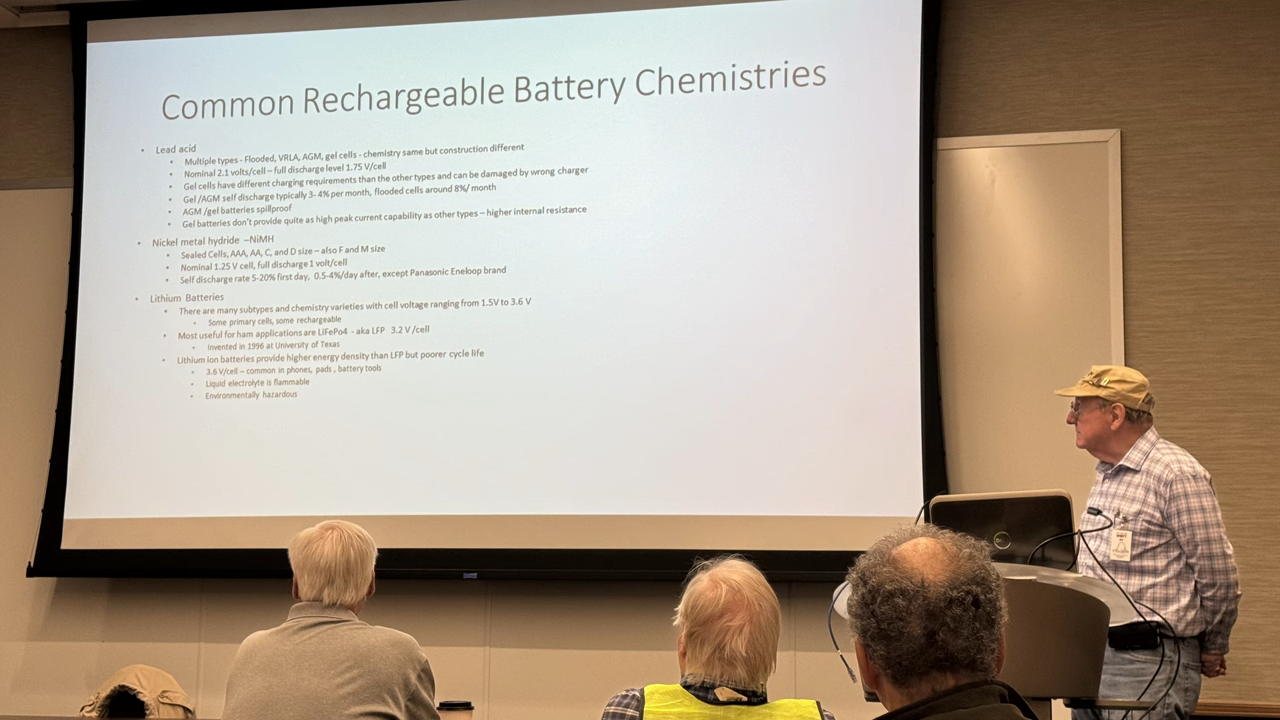 Common Rechargeable Battery Chemistries
• Lead acid
• Multiple types - Flooded, VRLA, AGM, gel cells - chemistry same but construction different
• Nominal 2.1 volts/cell – full discharge level 1.75 V/cell
• Gel cells have different charging requirements than the other types and can be damaged by wrong charger
• Gel /AGM self discharge typically 3- 4% per month, flooded cells around 8%/ month
• AGM /gel batteries spillproof
• Gel batteries don't provide quite as high peak current capability as other types – higher internal resistance
• Nickel metal hydride –NiMH
• Sealed Cells, AAA, AA, C, and D size – also F and M size
• Nominal 1.25 V cell, full discharge 1 volt/cell
• Self discharge rate 5-20% first day, 0.5-4%/day after, except Panasonic Eneloop brand
• Lithium Batteries
• There are many subtypes and chemistry varieties with cell voltage ranging from 1.5V to 3.6 V
• Some primary cells, some rechargeable
• Most useful for ham applications are LiFePo4 - aka LFP 3.2 V /cell
• Invented in 1996 at University of Texas
• Lithium ion batteries provide higher energy density than LFP but poorer cycle life
• 3.6 V/cell – common in phones, pads , battery tools
• Liquid electrolyte is flammable
• Environmentally hazardous